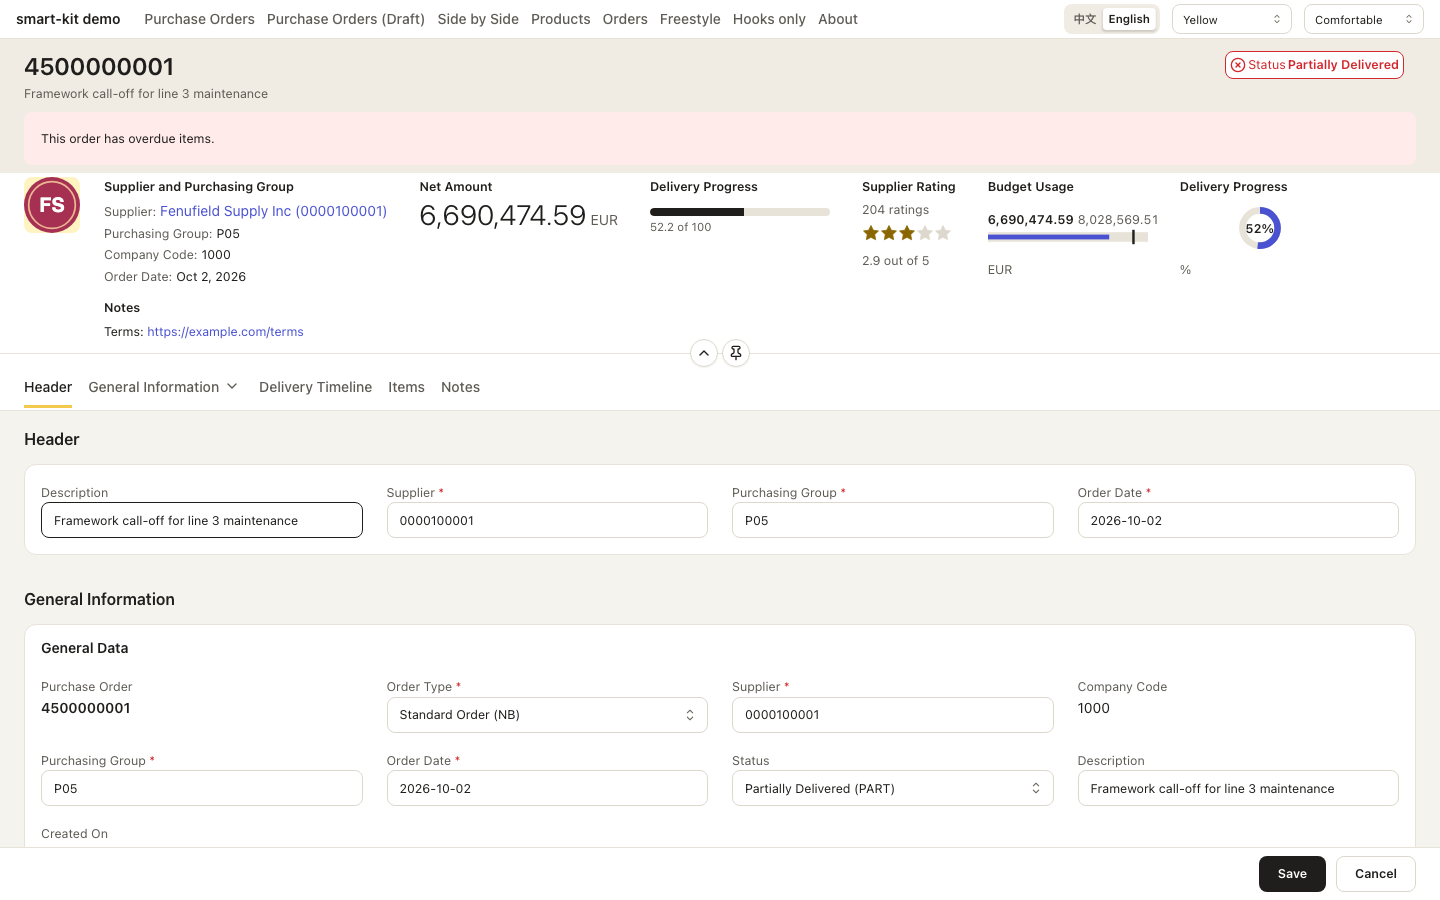 smart-kit demo Purchase Orders Purchase Orders (Draft) Side by Side Products Orders Freestyle Hooks only About 中文 English Yellow Comfortable
4500000001
Status Partially Delivered
Framework call-off for line 3 maintenance
This order has overdue items.
FS
Supplier and Purchasing Group
Supplier: Fenufield Supply Inc (0000100001)
Purchasing Group: P05
Company Code: 1000
Order Date: Oct 2, 2026
Notes
Terms: https://example.com/terms
Net Amount
6,690,474.59 EUR
Delivery Progress
52.2 of 100
Supplier Rating
204 ratings
2.9 out of 5
Budget Usage
6,690,474.59 8,028,569.51
EUR
Delivery Progress
52%
%
Header General Information Delivery Timeline Items Notes
Header
Description Supplier * Purchasing Group * Order Date *
Framework call-off for line 3 maintenance 0000100001 P05 2026-10-02
General Information
General Data
Purchase Order Order Type * Supplier * Company Code
4500000001 Standard Order (NB) 0000100001 1000
Purchasing Group * Order Date * Status Description
P05 2026-10-02 Partially Delivered (PART) Framework call-off for line 3 maintenance
Created On
Save Cancel